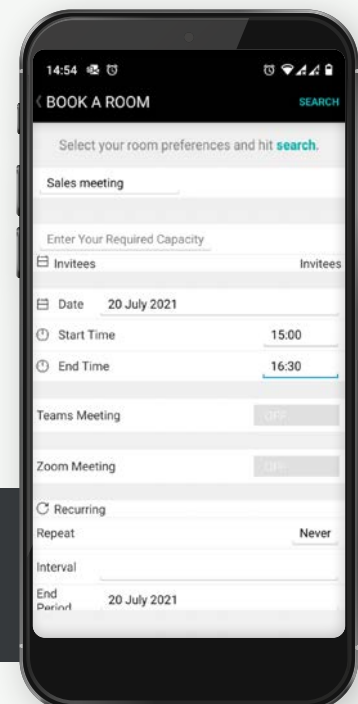 14:54
BOOK A ROOM SEARCH
Select your room preferences and hit search.
Sales meeting
Enter Your Required Capacity
Invitees Invitees
Date 20 July 2021
Start Time 15:00
End Time 16:30
Teams Meeting OFF
Zoom Meeting OFF
Recurring
Repeat Never
Interval
End
Period 20 July 2021